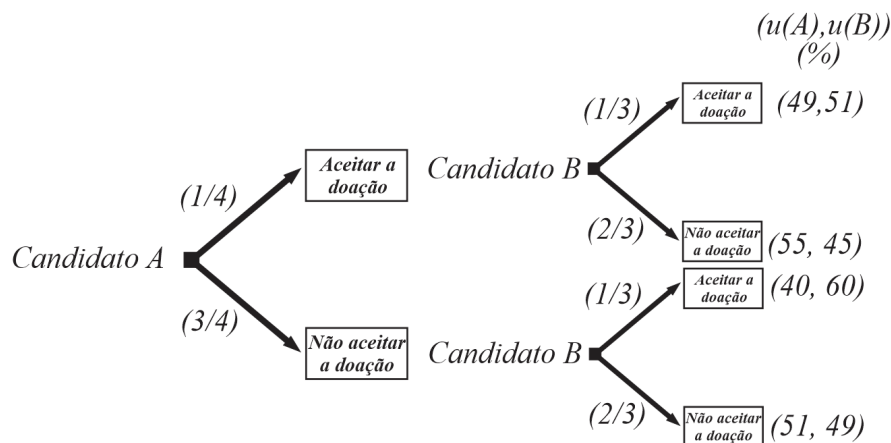 (u(A),u(B))
(%)
(1/3)
Aceitar a
doação
(49,51)
(1/4)
Aceitar a
doação
Candidato B
(2/3)
Não aceitar
a doação
(55, 45)
Candidato A
(1/3)
Aceitar a
doação
(40, 60)
(3/4)
Não aceitar
a doação
Candidato B
(2/3)
Não aceitar
a doação
(51, 49)